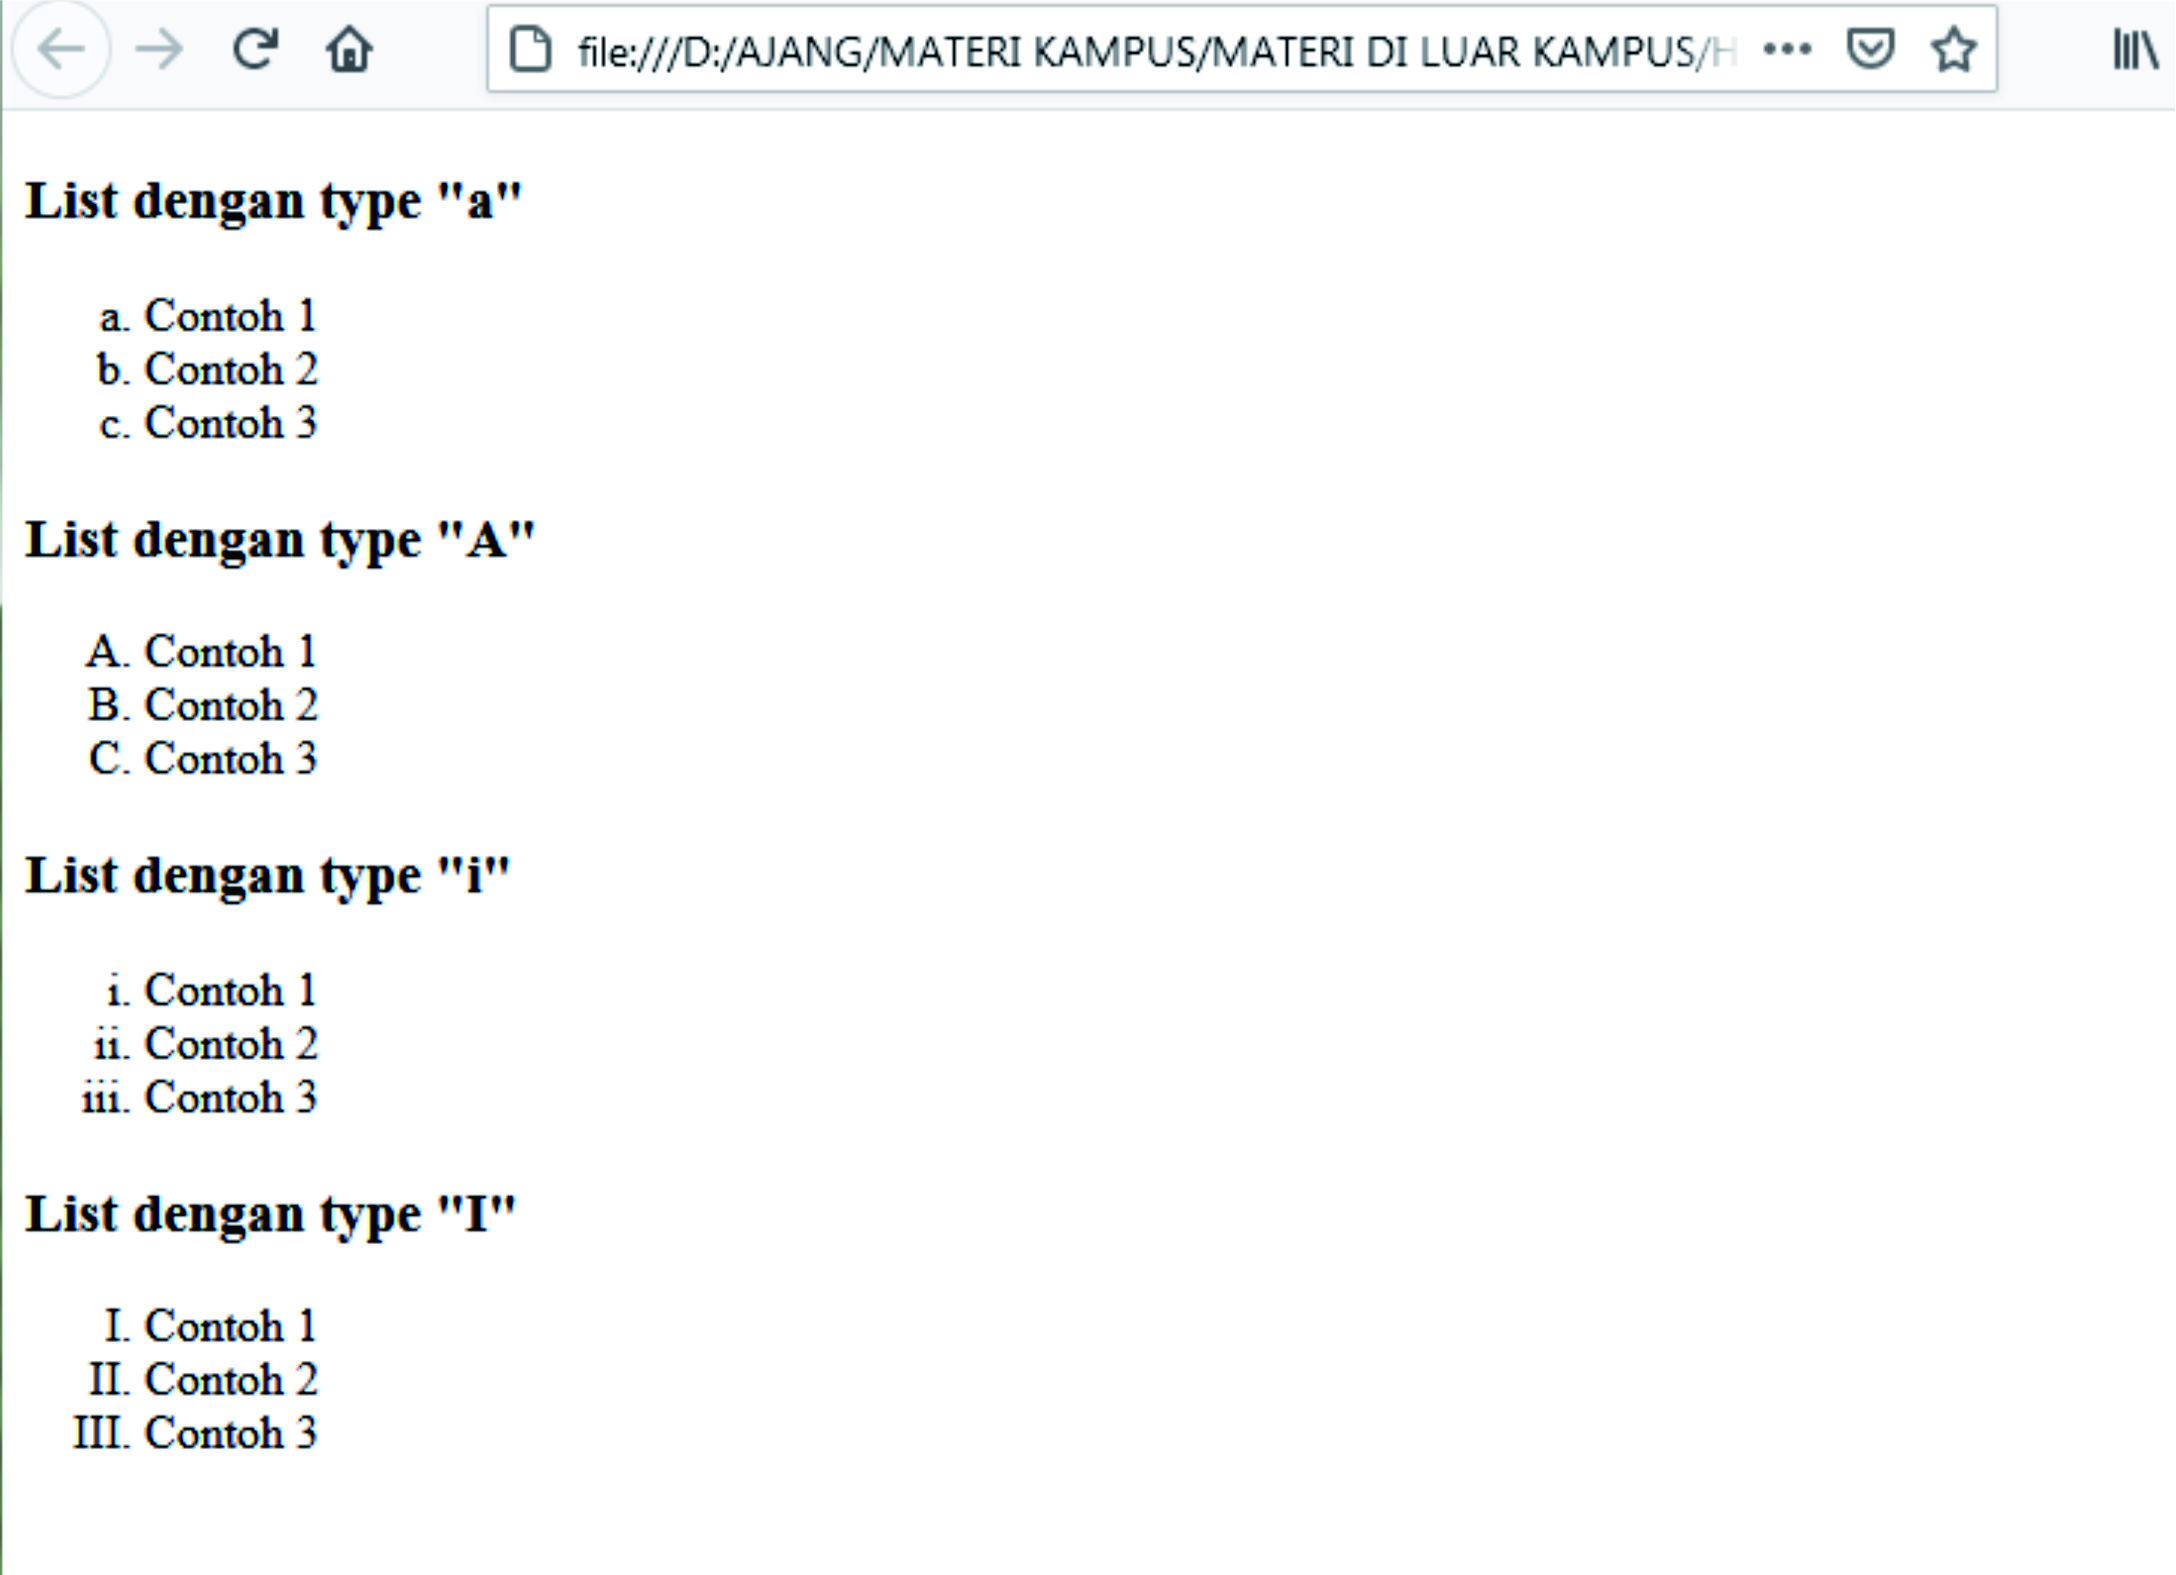 file:///D:/AJANG/MATERI KAMPUS/MATERI DI LUAR KAMPUS/H
List dengan type "a"
a. Contoh 1
b. Contoh 2
c. Contoh 3
List dengan type "A"
A. Contoh 1
B. Contoh 2
C. Contoh 3
List dengan type "i"
i. Contoh 1
ii. Contoh 2
iii. Contoh 3
List dengan type "I"
I. Contoh 1
II. Contoh 2
III. Contoh 3